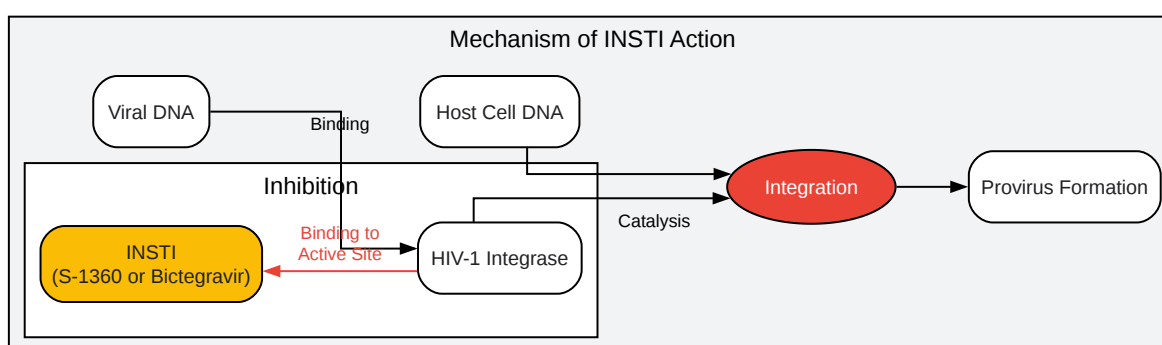 Mechanism of INSTI Action
Viral DNA
Host Cell DNA
Binding
Integration
Provirus Formation
Inhibition
Catalysis
Binding to
Active Site
INSTI
(S-1360 or Bictegravir)
HIV-1 Integrase